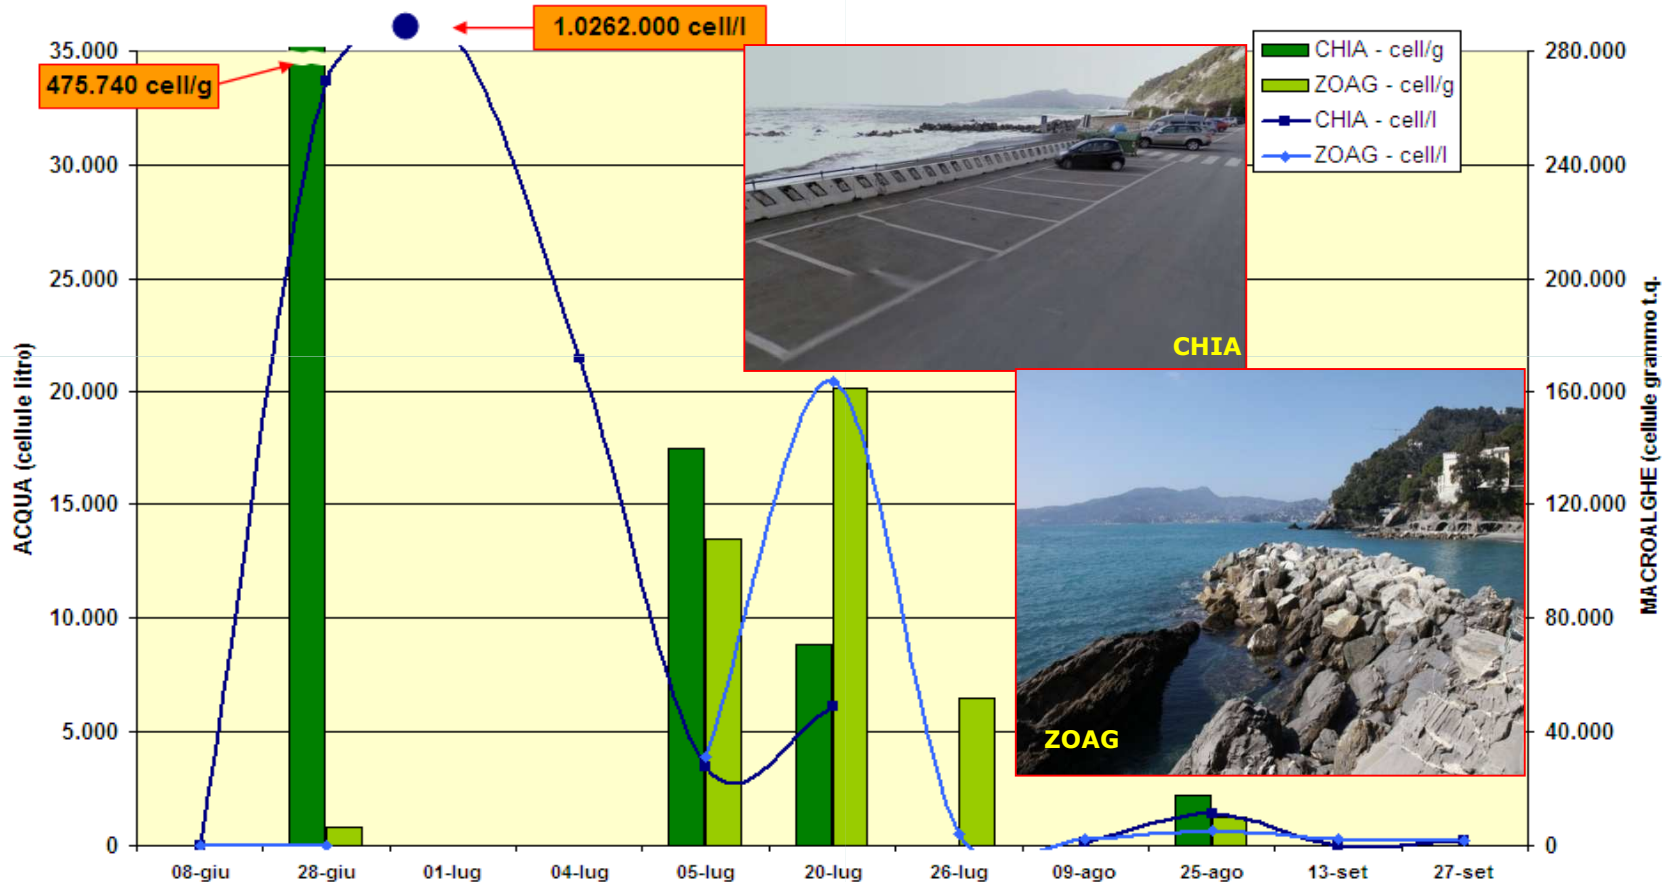 1.0262.000 cell/l
475.740 cell/g
CHIA - cell/g
ZOAG - cell/g
CHIA - cell/l
ZOAG - cell/l
ACQUA (cellule litro)
35.000
30.000
25.000
20.000
15.000
10.000
5.000
0
CHIA
ZOAG
280.000
240.000
200.000
160.000
120.000
80.000
40.000
0
MACROALGHE (cellule grammo t.q.
08-giu
28-giu
01-lug
04-lug
05-lug
20-lug
26-lug
09-ago
25-ago
13-set
27-set